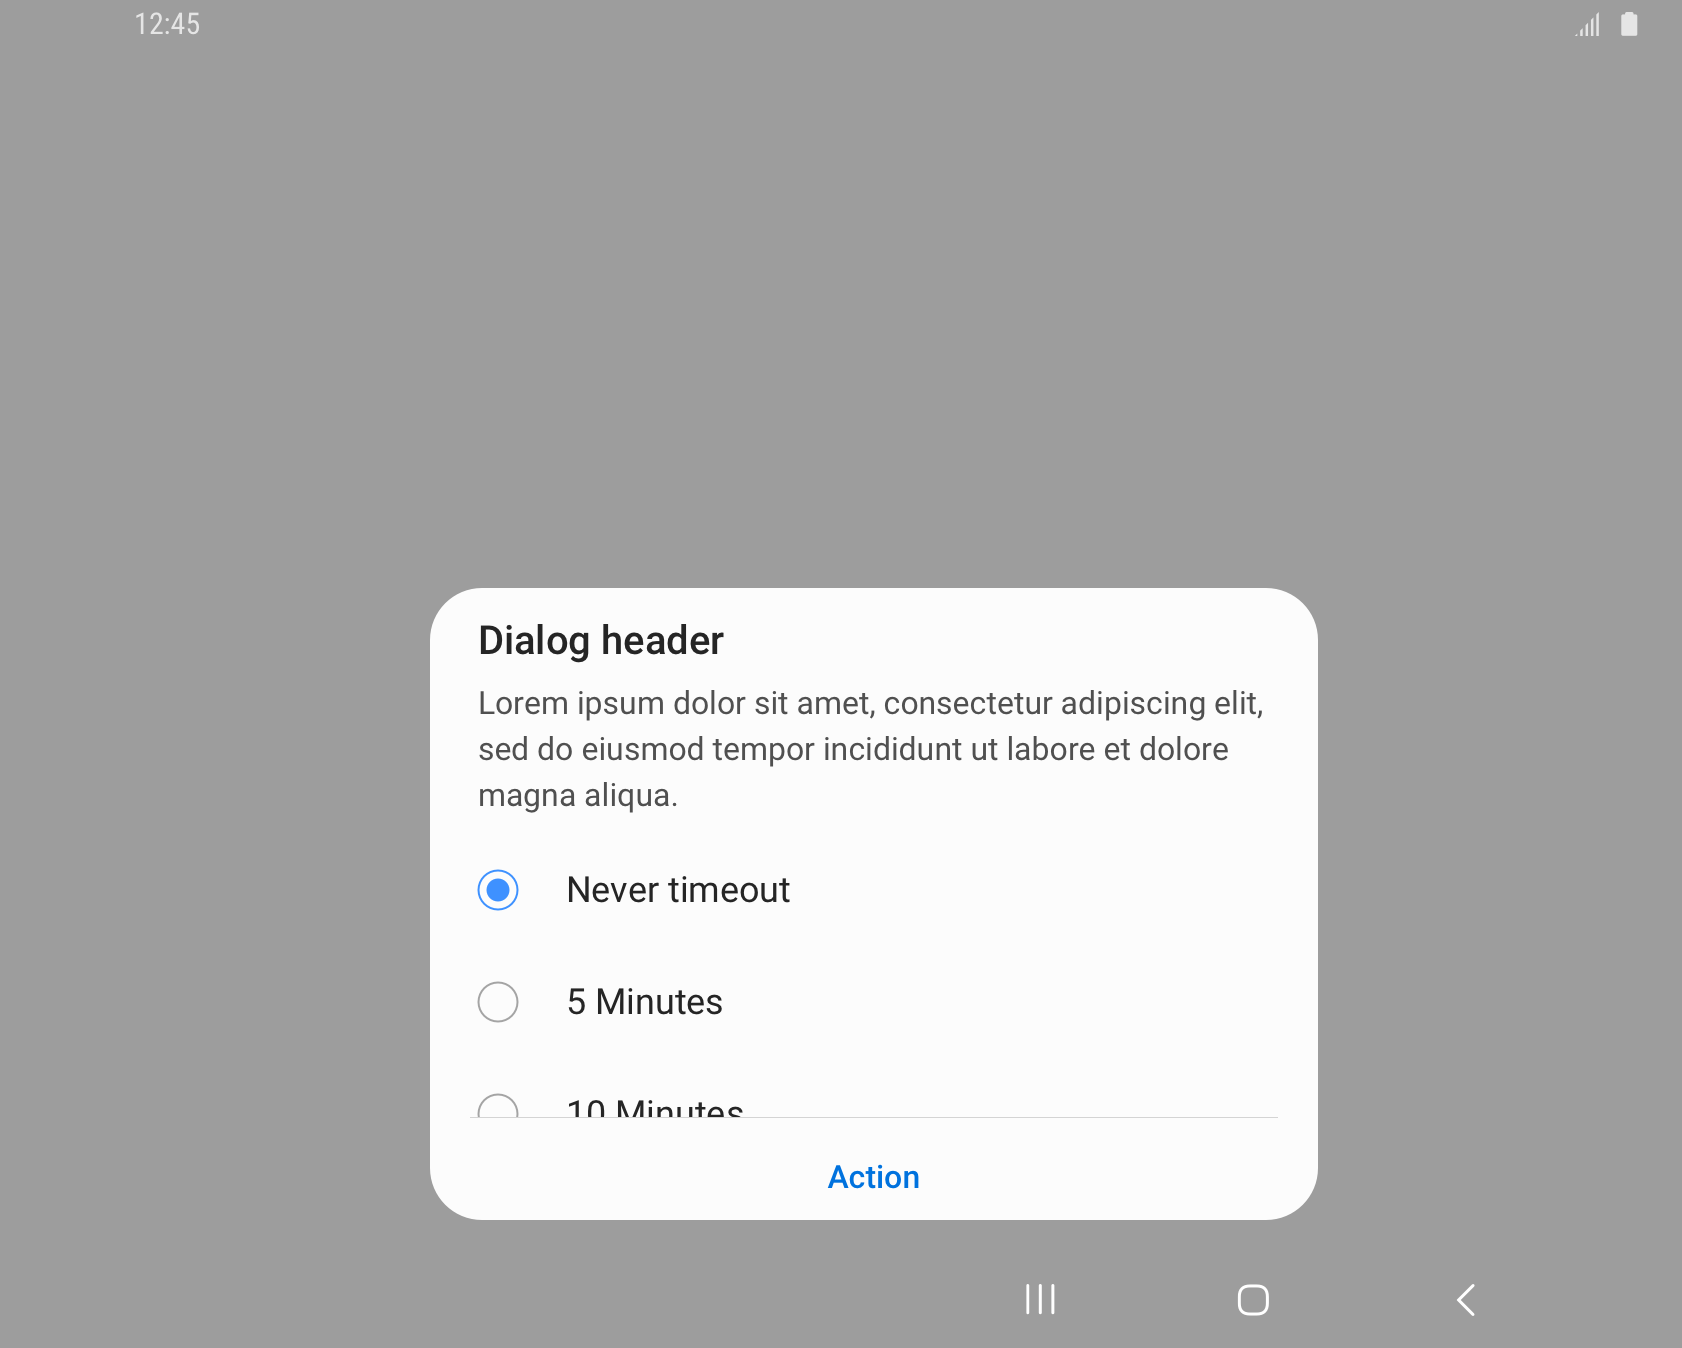 12:45
Dialog header
Lorem ipsum dolor sit amet, consectetur adipiscing elit,
sed do eiusmod tempor incididunt ut labore et dolore
magna aliqua.
Never timeout
5 Minutes
10 Minutes
Action